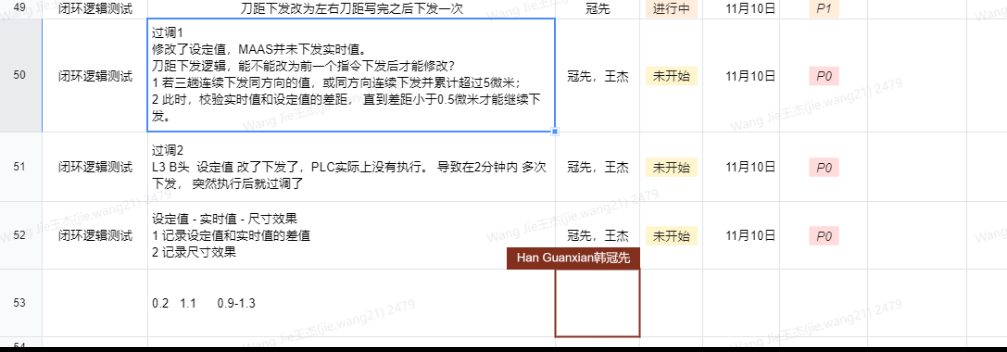 49 闭环逻辑测试 刀距下发改为左右刀距写完之后下发一次 冠先 进行中 11月10日 P1
50 闭环逻辑测试 冠先，王杰 未开始 11月10日 P0
过调1
修改了设定值，MAAS并未下发实时值。
刀距下发逻辑，能不能改为前一个指令下发后才能修改？
1 若三趟连续下发同方向的值，或同方向连续下发并累计超过5微米；
2 此时，校验实时值和设定值的差距， 直到差距小于0.5微米才能继续下
发。
51 闭环逻辑测试 冠先，王杰 未开始 11月10日 P0
过调2
L3 B头 设定值 改了下发了，PLC实际上没有执行。 导致在2分钟内 多次
下发， 突然执行后就过调了
52 闭环逻辑测试 冠先，王杰 未开始 11月10日 P0
设定值 - 实时值 - 尺寸效果
1 记录设定值和实时值的差值
2 记录尺寸效果
Han Guanxian韩冠先
53 0.2 1.1 0.9-1.3
Wang Jie王杰(jie.wang21) 2479